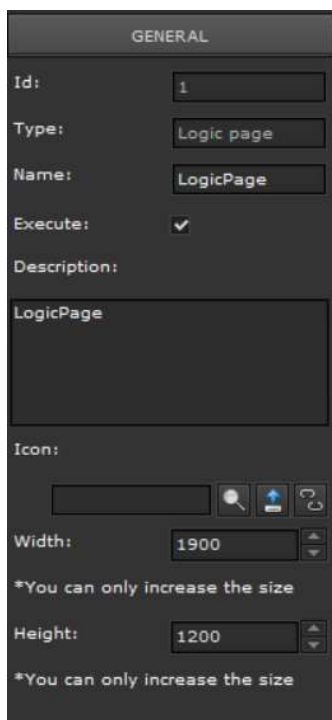 GENERAL
Id: 1
Type: Logic page
Name: LogicPage
Execute:
Description:
LogicPage
Icon:
Width: 1900
*You can only increase the size
Height: 1200
*You can only increase the size